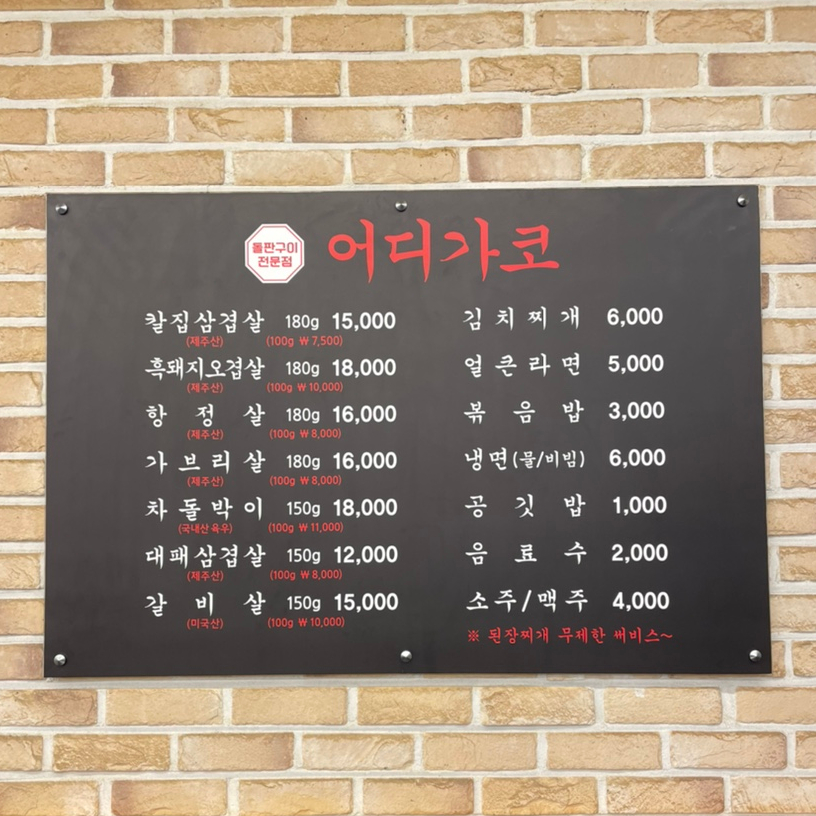 돌판구이
전문점
어디가코
칼집삼겹살 180g 15,000
(제주산) (100g ₩ 7,500)
흑돼지오겹살 180g 18,000
(제주산) (100g ₩ 10,000)
항정살 180g 16,000
(제주산) (100g ₩ 8,000)
가브리살 180g 16,000
(제주산) (100g ₩ 8,000)
차돌박이 150g 18,000
(국내산 육우) (100g ₩ 11,000)
대패삼겹살 150g 12,000
(제주산) (100g ₩ 8,000)
갈비살 150g 15,000
(미국산) (100g ₩ 10,000)
김치찌개 6,000
얼큰라면 5,000
볶음밥 3,000
냉면(물/비빔) 6,000
공깃밥 1,000
음료수 2,000
소주/맥주 4,000
※ 된장찌개 무제한 써비스~